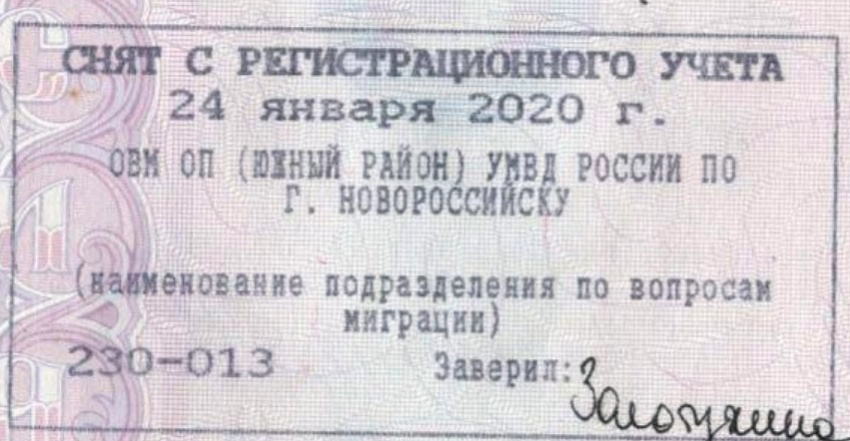 СНЯТ С РЕГИСТРАЦИОННОГО УЧЕТА
24 января 2020 г.
ОВМ ОП (ЮЖНЫЙ РАЙОН) УМВД РОССИИ ПО
Г. НОВОРОССИЙСКУ
(наименование подразделения по вопросам
миграции)
230-013 Заверил: